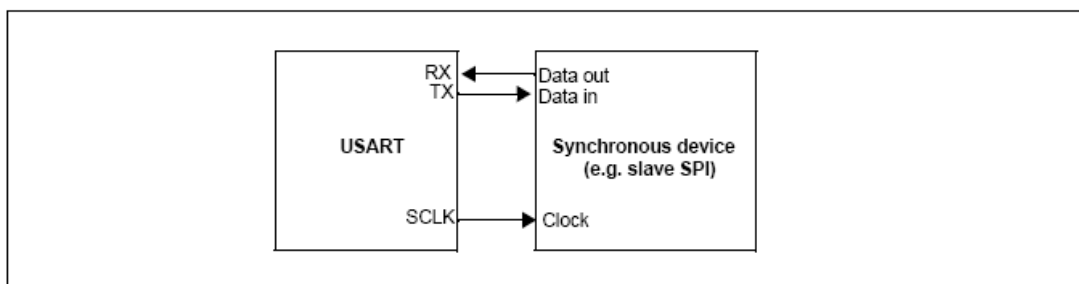 RX
TX
Data out
Data in
USART
Synchronous device
(e.g. slave SPI)
SCLK
Clock